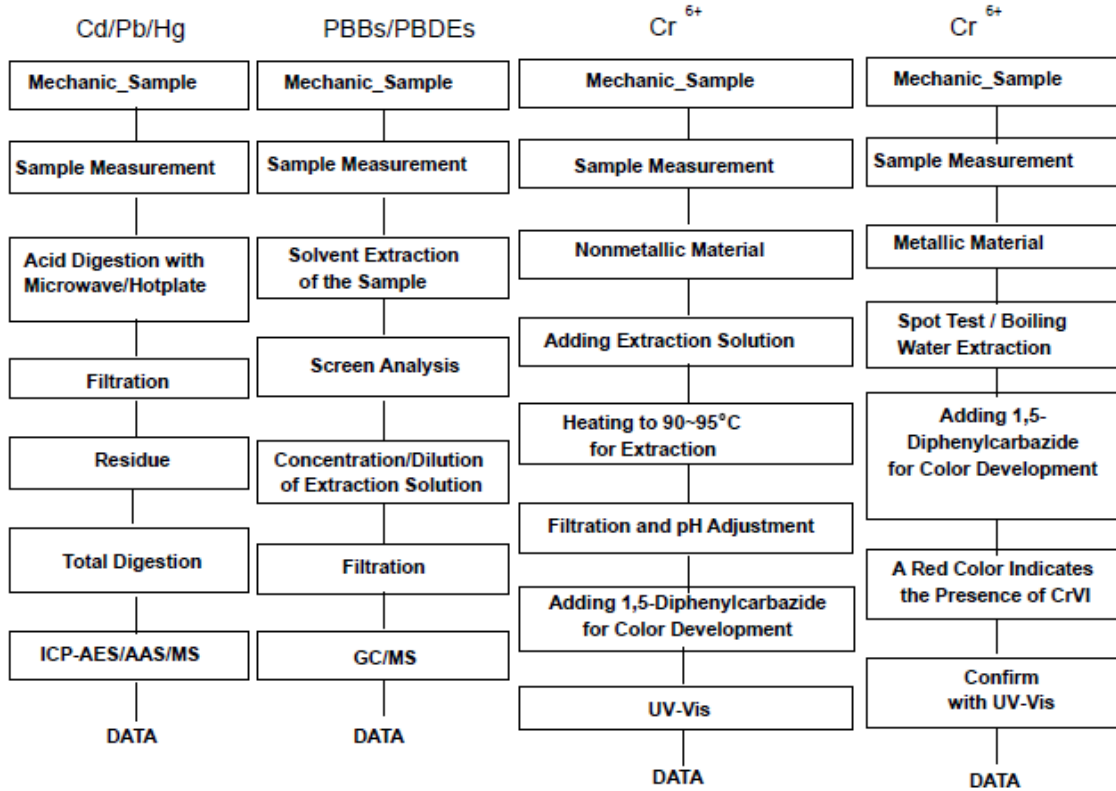 Cd/Pb/Hg
Mechanic_Sample
Sample Measurement
Acid Digestion with
Microwave/Hotplate
Filtration
Residue
Total Digestion
ICP-AES/AAS/MS
DATA
PBBs/PBDEs
Mechanic_Sample
Sample Measurement
Solvent Extraction
of the Sample
Screen Analysis
Concentration/Dilution
of Extraction Solution
Filtration
GC/MS
DATA
Cr 6+
Mechanic_Sample
Sample Measurement
Nonmetallic Material
Adding Extraction Solution
Heating to 90~95°C
for Extraction
Filtration and pH Adjustment
Adding 1,5-Diphenylcarbazide
for Color Development
UV-Vis
DATA
Cr 6+
Mechanic_Sample
Sample Measurement
Metallic Material
Spot Test / Boiling
Water Extraction
Adding 1,5-
Diphenylcarbazide
for Color Development
A Red Color Indicates
the Presence of CrVI
Confirm
with UV-Vis
DATA